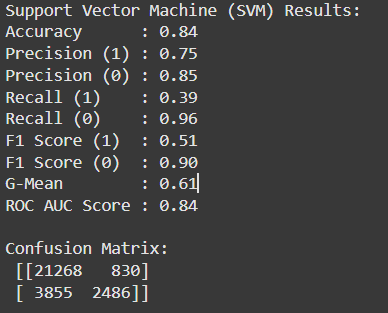 Support Vector Machine (SVM) Results:
Accuracy      : 0.84
Precision (1) : 0.75
Precision (0) : 0.85
Recall (1)    : 0.39
Recall (0)    : 0.96
F1 Score (1)  : 0.51
F1 Score (0)  : 0.90
G-Mean        : 0.61
ROC AUC Score : 0.84
Confusion Matrix:
[[21268   830]
[ 3855  2486]]